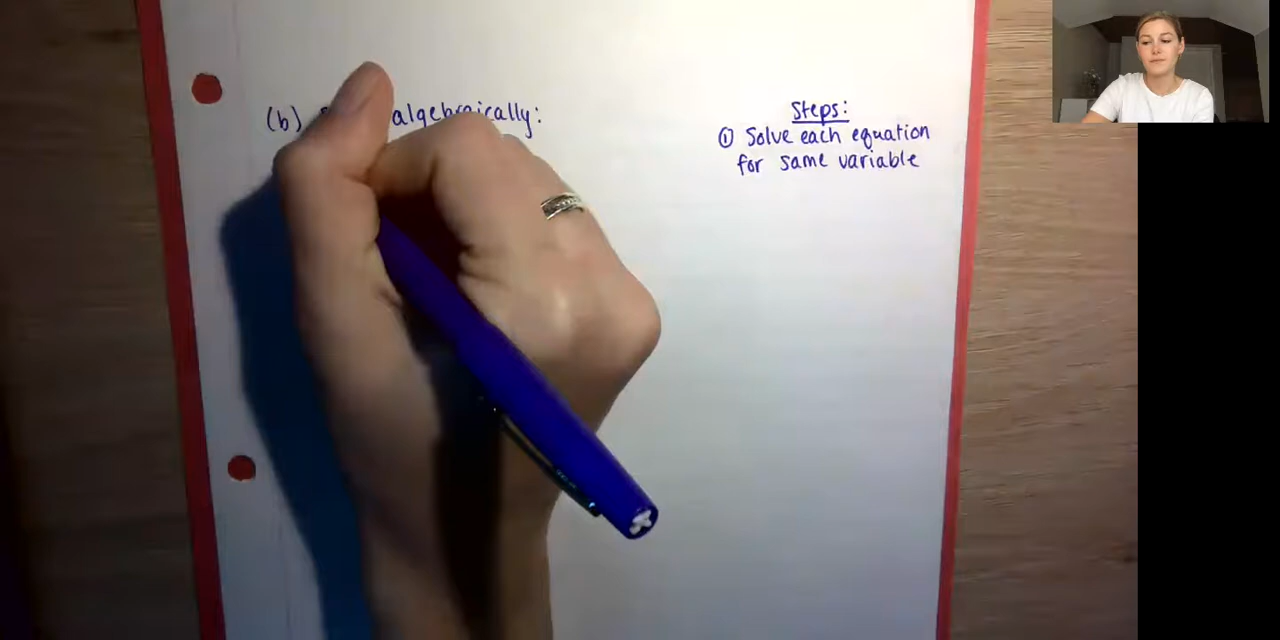 (b) algebraically:
Steps:
① Solve each equation
for same variable